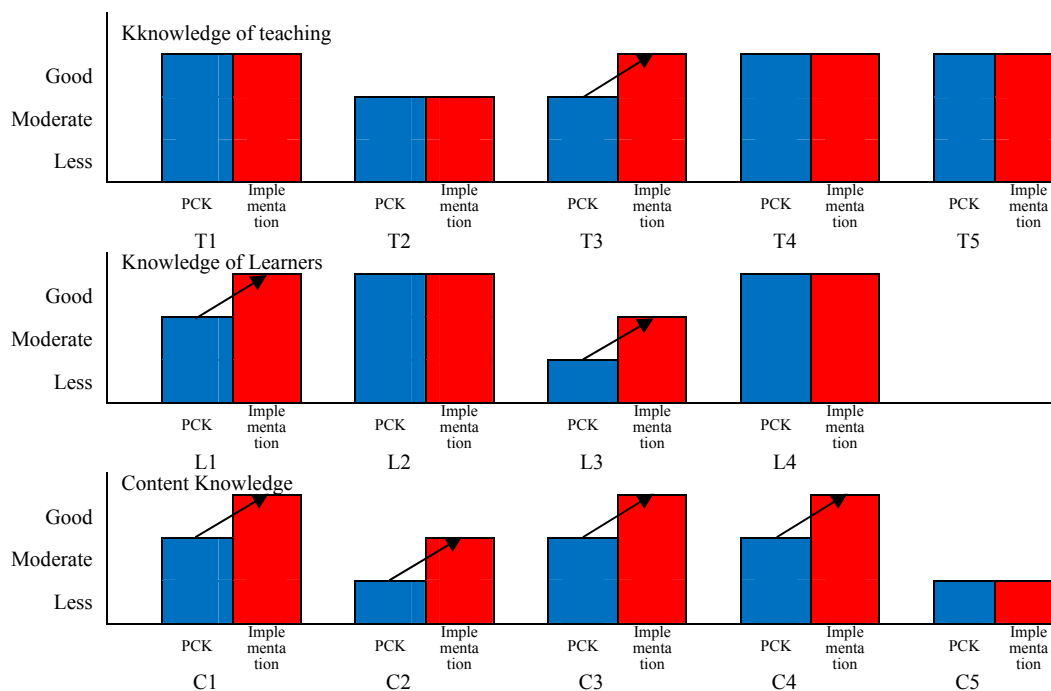 Kknowledge of teaching
Good
Moderate
Less
PCK Imple menta tion PCK Imple menta tion PCK Imple menta tion PCK Imple menta tion PCK Imple menta tion
T1 T2 T3 T4 T5
Knowledge of Learners
Good
Moderate
Less
PCK Imple menta tion PCK Imple menta tion PCK Imple menta tion PCK Imple menta tion
L1 L2 L3 L4
Content Knowledge
Good
Moderate
Less
PCK Imple menta tion PCK Imple menta tion PCK Imple menta tion PCK Imple menta tion PCK Imple menta tion
C1 C2 C3 C4 C5